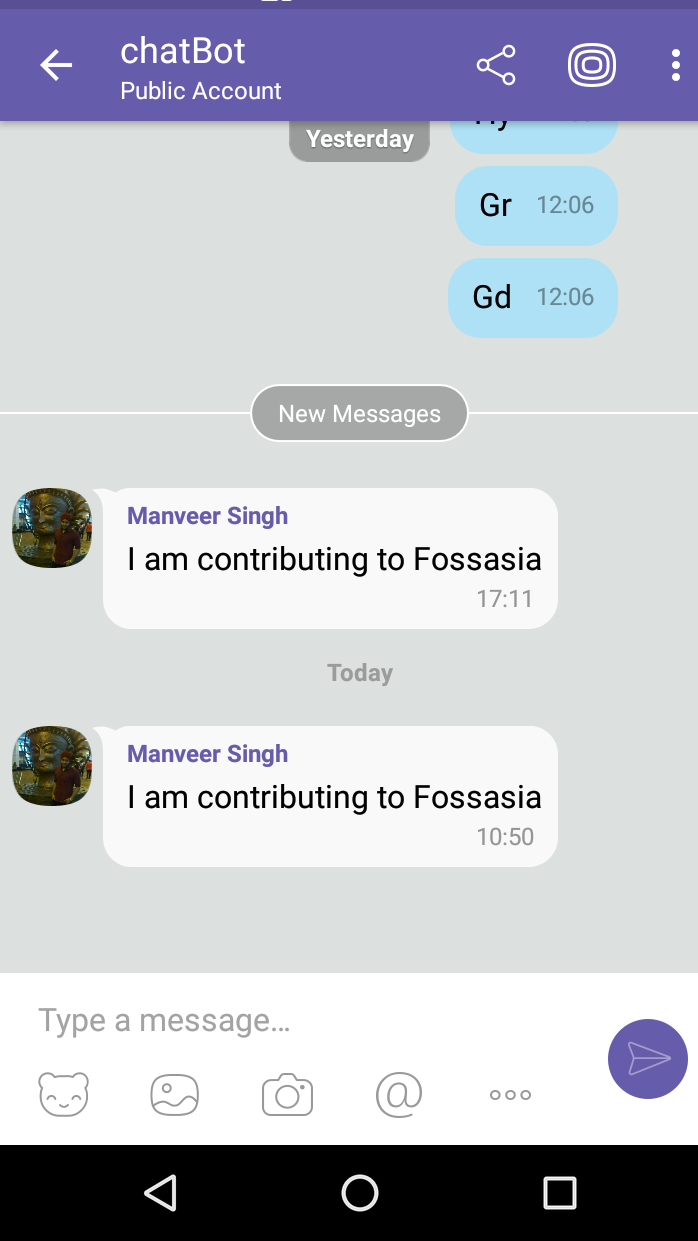 chatBot
Public Account
Yesterday
Gr 12:06
Gd 12:06
New Messages
Manveer Singh
I am contributing to Fossasia
17:11
Today
Manveer Singh
I am contributing to Fossasia
10:50
Type a message...